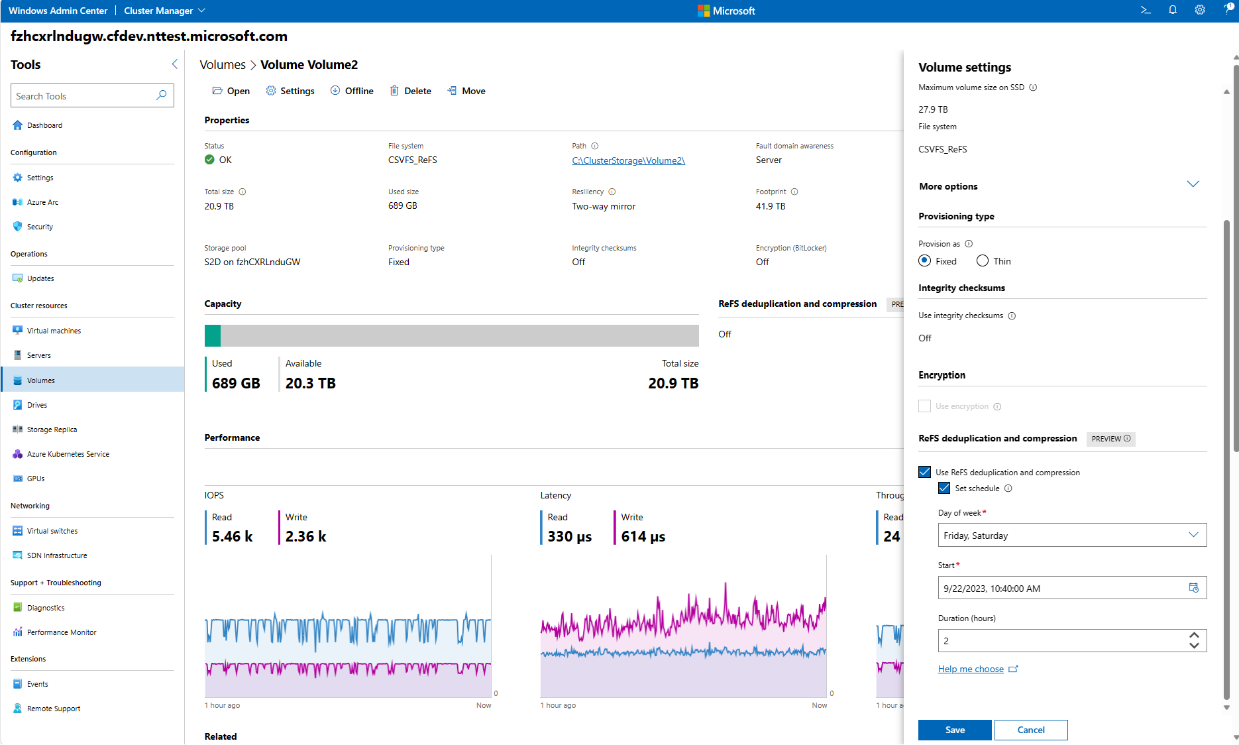 Windows Admin Center | Cluster Manager
Microsoft
fzhcxrlndugw.cfdev.nttest.microsoft.com
Tools
Search Tools
Dashboard
Configuration
Settings
Azure Arc
Security
Operations
Updates
Cluster resources
Virtual machines
Servers
Volumes
Drives
Storage Replica
Azure Kubernetes Service
GPUs
Networking
Virtual switches
SDN Infrastructure
Support + Troubleshooting
Diagnostics
Performance Monitor
Extensions
Events
Remote Support
Volumes > Volume Volume2
Open Settings Offline Delete Move
Properties
Status File system Path Fault domain awareness
OK CSVFS_ReFS C:\ClusterStorage\Volume2\ Server
Total size Used size Resiliency Footprint
20.9 TB 689 GB Two-way mirror 41.9 TB
Storage pool Provisioning type Integrity checksums Encryption (BitLocker)
S2D on fzhCXRLnduGW Fixed Off Off
Capacity
Used Available Total size
689 GB 20.3 TB 20.9 TB
ReFS deduplication and compression PRE
Off
Performance
IOPS
Read Write
5.46 k 2.36 k
0
1 hour ago Now
Latency
Read Write
330 µs 614 µs
0
1 hour ago Now
Throug
Read
24
1 hour a
Related
Volume settings
Maximum volume size on SSD
27.9 TB
File system
CSVFS_ReFS
More options
Provisioning type
Provision as
Fixed Thin
Integrity checksums
Use integrity checksums
Off
Encryption
Use encryption
ReFS deduplication and compression PREVIEW
Use ReFS deduplication and compression
Set schedule
Day of week*
Friday, Saturday
Start*
9/22/2023, 10:40:00 AM
Duration (hours)
2
Help me choose
Save Cancel